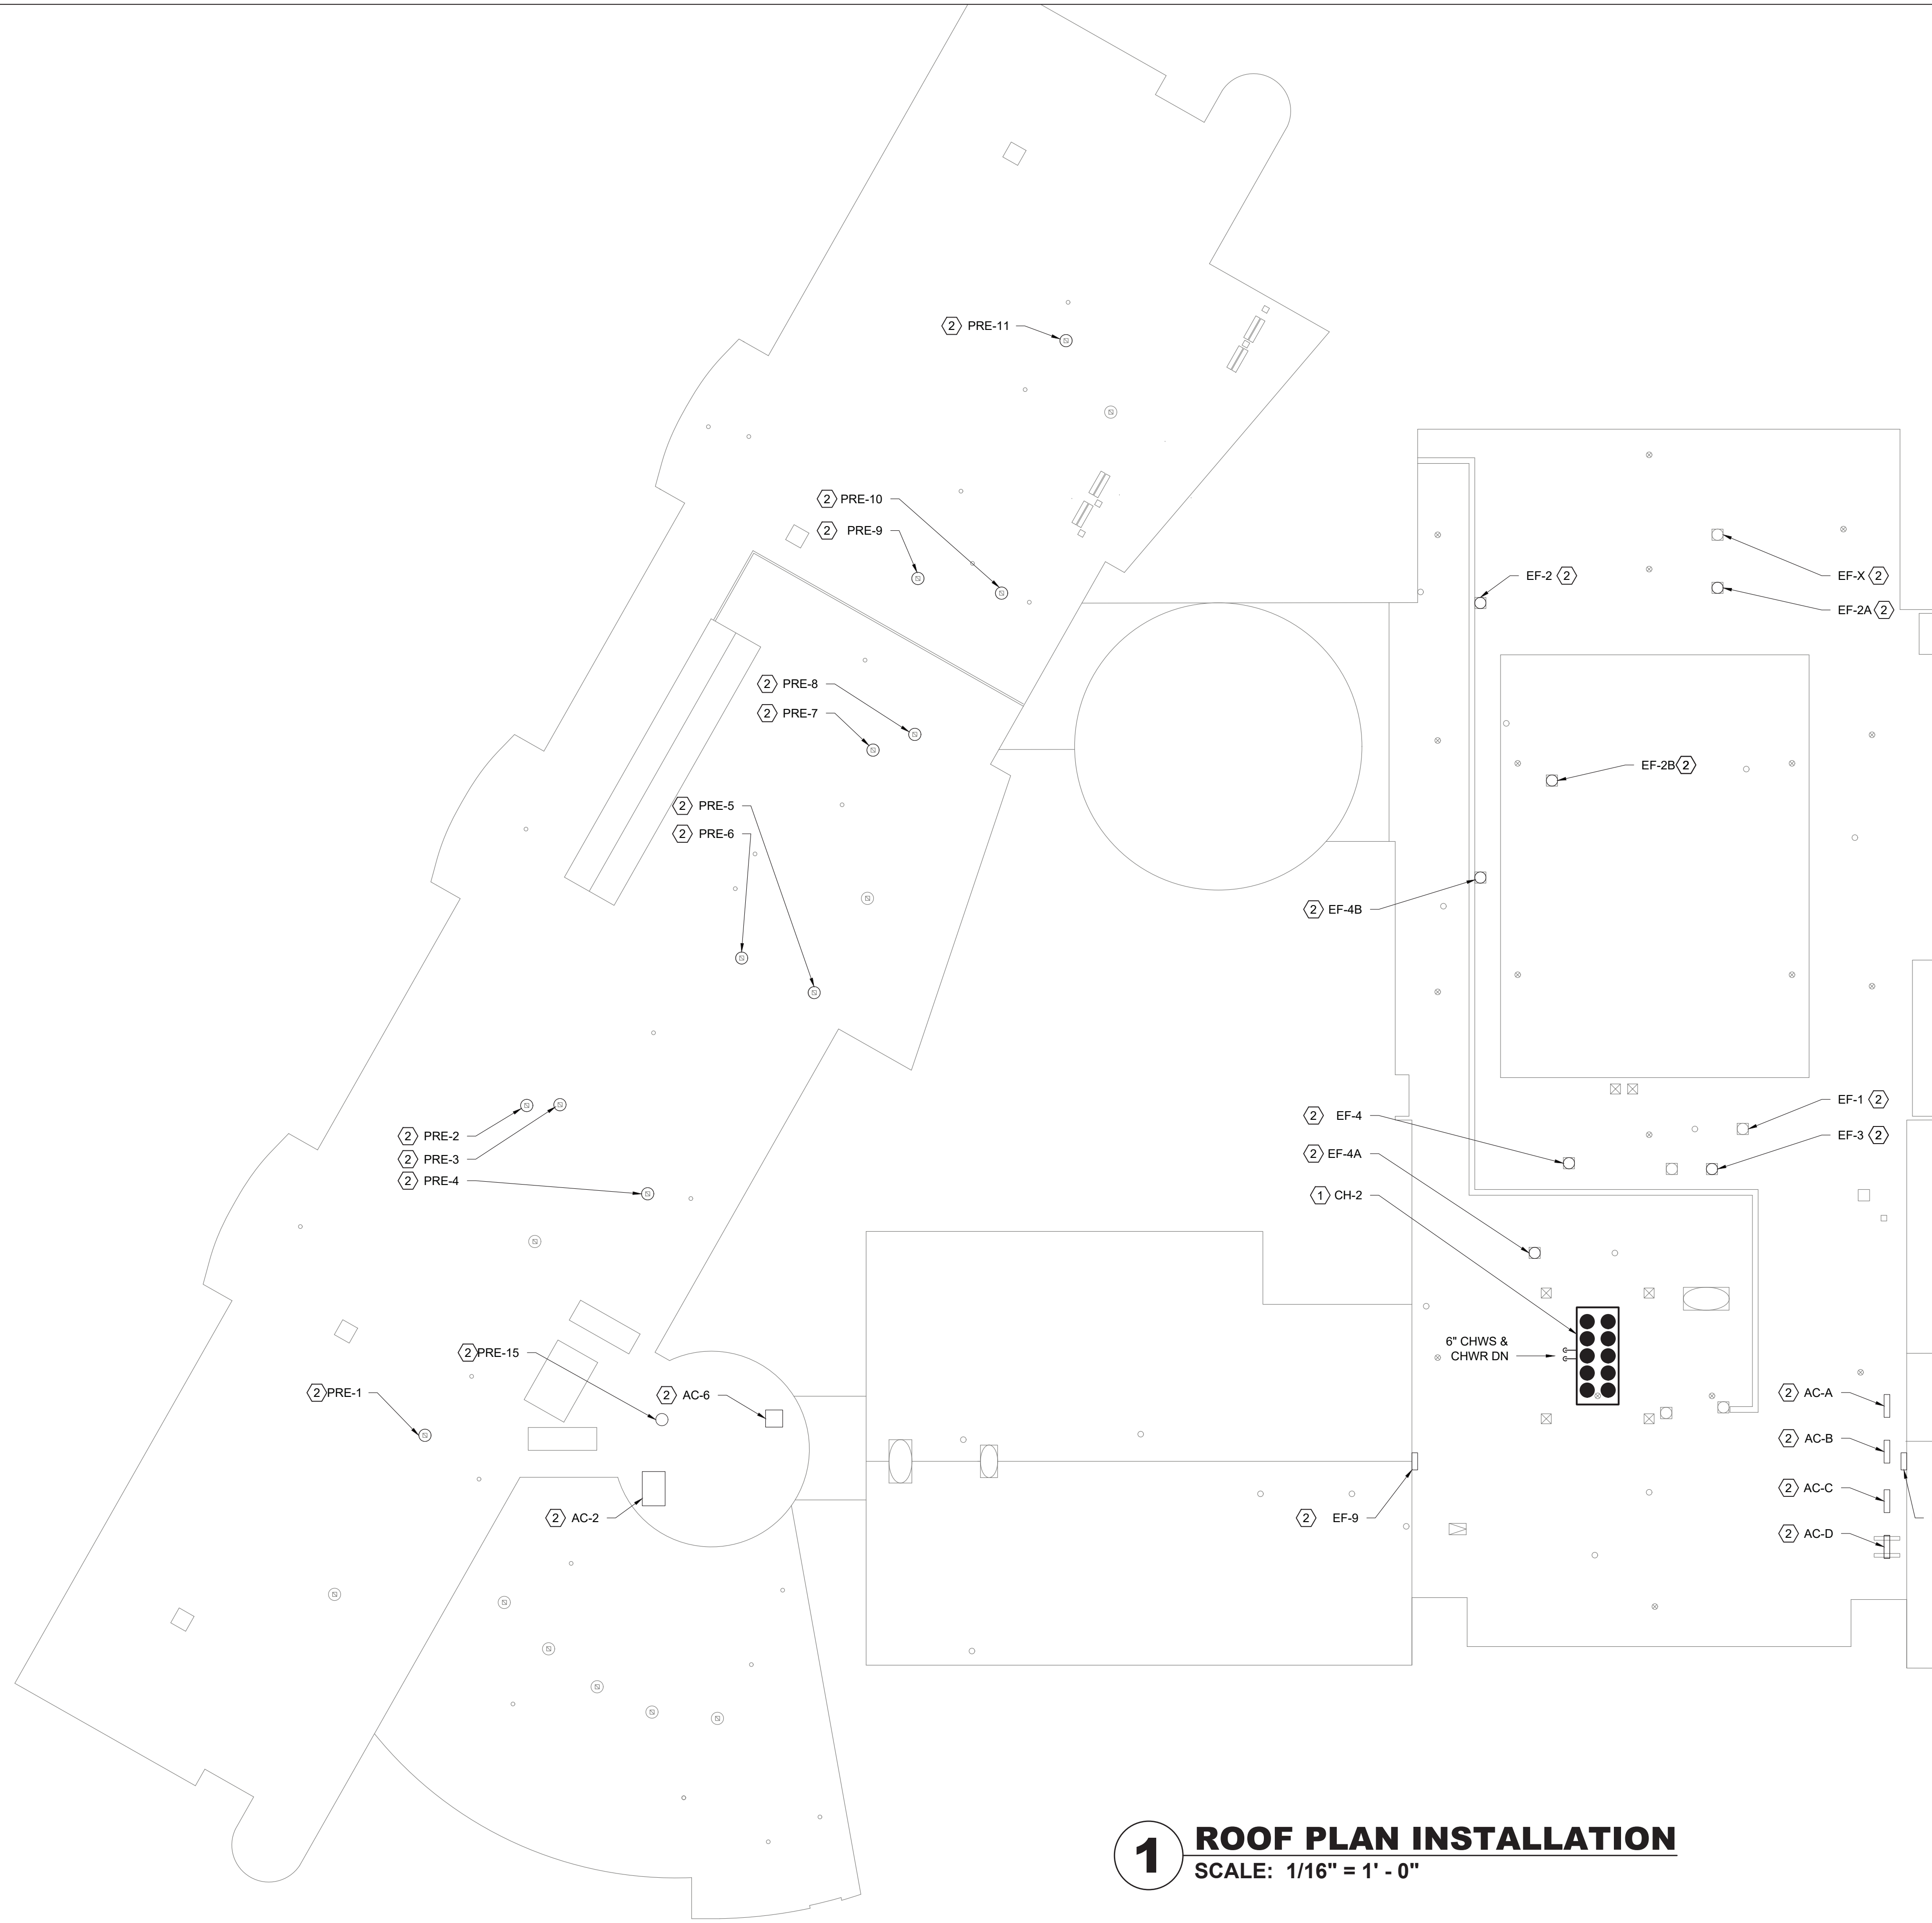 2 PRE-11
2 PRE-10
2 PRE-9
EF-2 2
EF-X 2
EF-2A 2
2 PRE-8
2 PRE-7
EF-2B 2
2 PRE-5
2 PRE-6
2 EF-4B
EF-1 2
2 EF-4
EF-3 2
2 PRE-2
2 EF-4A
2 PRE-3
2 PRE-4
1 CH-2
6" CHWS &
CHWR DN
2 PRE-15
2 PRE-1
2 AC-6
2 AC-A
2 AC-B
2 AC-C
2 AC-2
2 EF-9
2 AC-D
1 ROOF PLAN INSTALLATION
SCALE: 1/16" = 1' - 0"